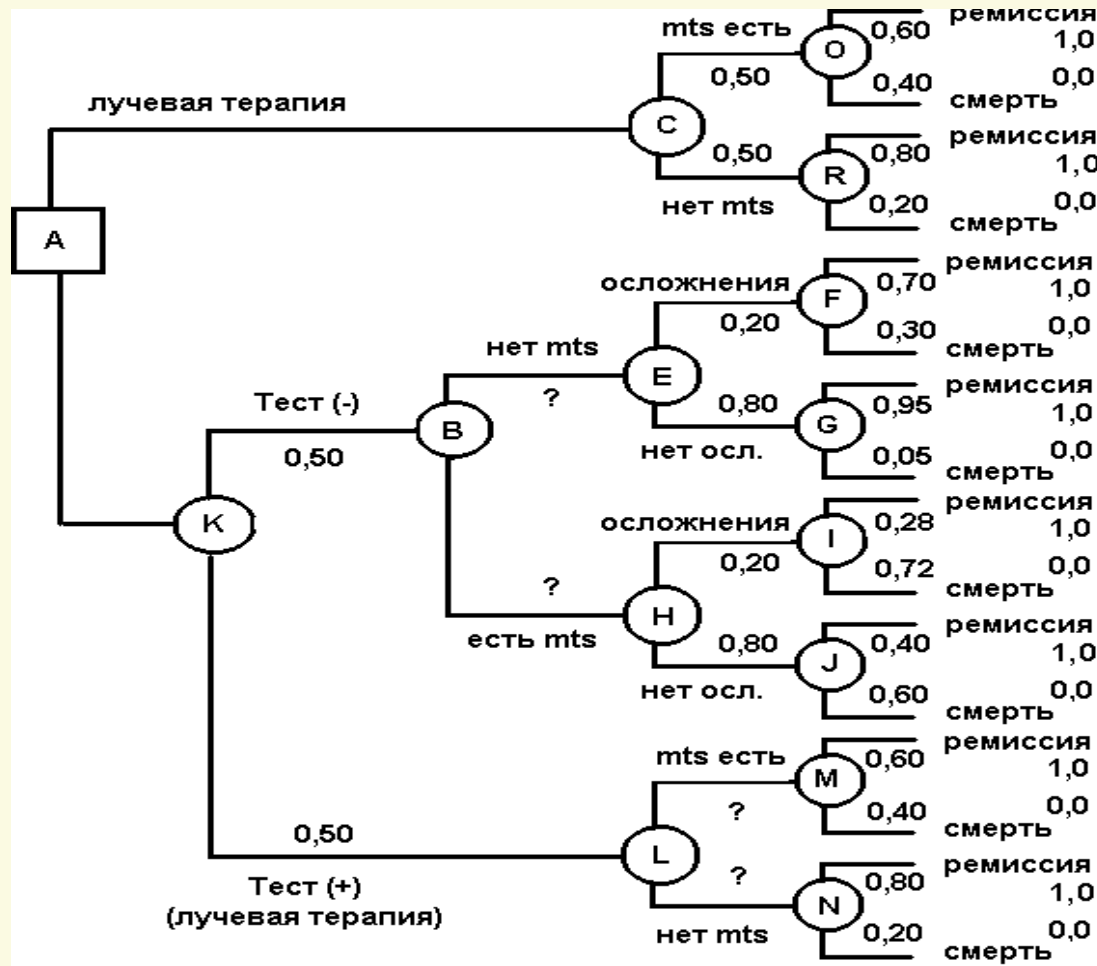 ремиссия
mts есть
0,60
1,0
O
0,50
0,40
0,0
лучевая терапия
смерть
C
ремиссия
0,50
0,80
1,0
R
нет mts
0,20
0,0
смерть
A
ремиссия
осложнения
0,70
1,0
F
0,20
0,30
0,0
нет mts
смерть
E
ремиссия
?
Тест (-)
0,80
0,95
1,0
B
G
0,50
нет осл.
0,05
0,0
смерть
ремиссия
K
осложнения
0,28
1,0
I
0,20
0,72
0,0
?
смерть
H
ремиссия
есть mts
0,80
0,40
1,0
J
нет осл.
0,60
0,0
смерть
ремиссия
mts есть
0,60
1,0
M
?
0,40
0,0
0,50
смерть
L
ремиссия
?
Тест (+)
0,80
1,0
(лучевая терапия)
N
нет mts
0,20
0,0
смерть